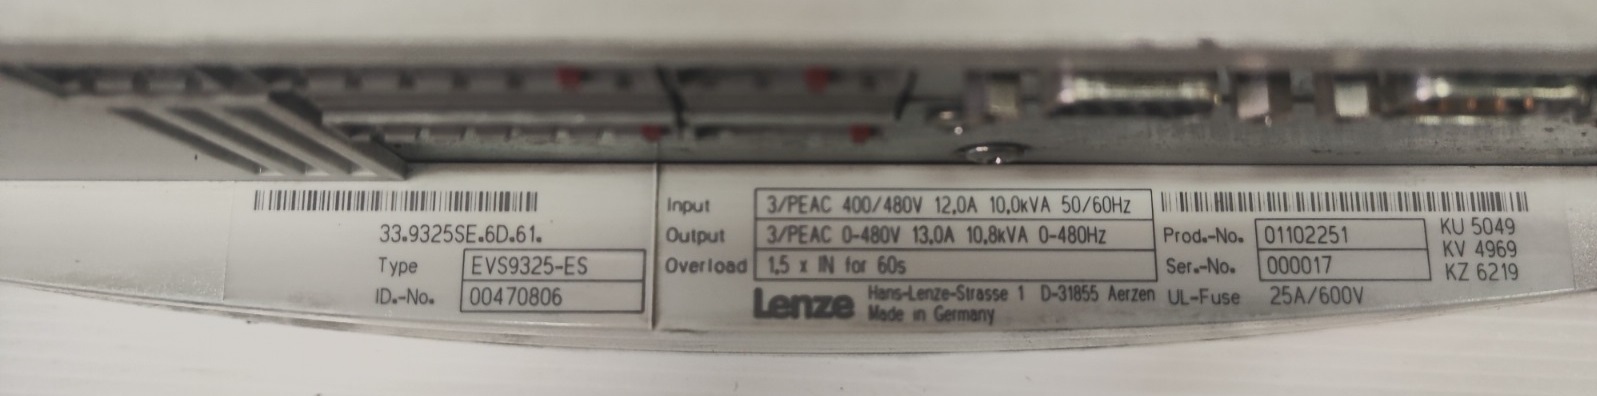 33.9325SE.6D.61.
Type EVS9325-ES
ID.-No. 00470806
Input 3/PEAC 400/480V 12,0A 10,0kVA 50/60Hz
Output 3/PEAC 0-480V 13,0A 10,8kVA 0-480Hz
Overload 1,5 x IN for 60s
Lenze Hans-Lenze-Strasse 1 D-31855 Aerzen
Made in Germany
Prod.-No. 01102251
Ser.-No. 000017
UL-Fuse 25A/600V
KU 5049
KV 4969
KZ 6219